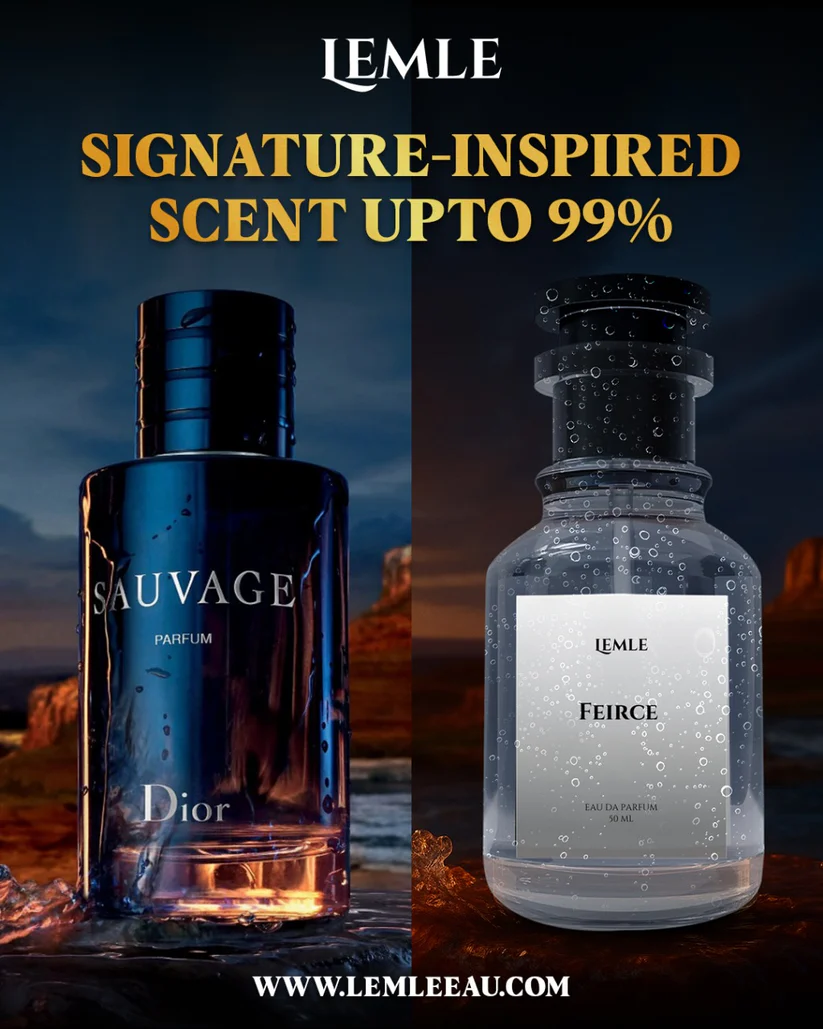 LEMLE
SIGNATURE-INSPIRED
SCENT UPTO 99%
SAUVAGE
PARFUM
Dior
LEMLE
FEIRCE
EAU DA PARFUM
50 ML
WWW.LEMLEEAU.COM